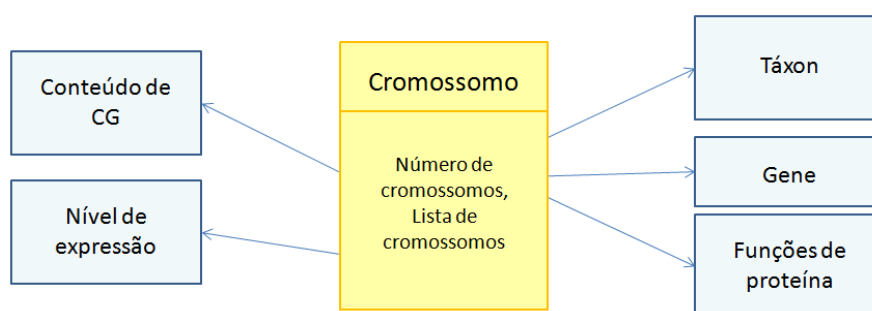 Conteúdo de
CG
Nível de
expressão
Cromossomo
Número de
cromossomos,
Lista de
cromossomos
Táxon
Gene
Funções de
proteína